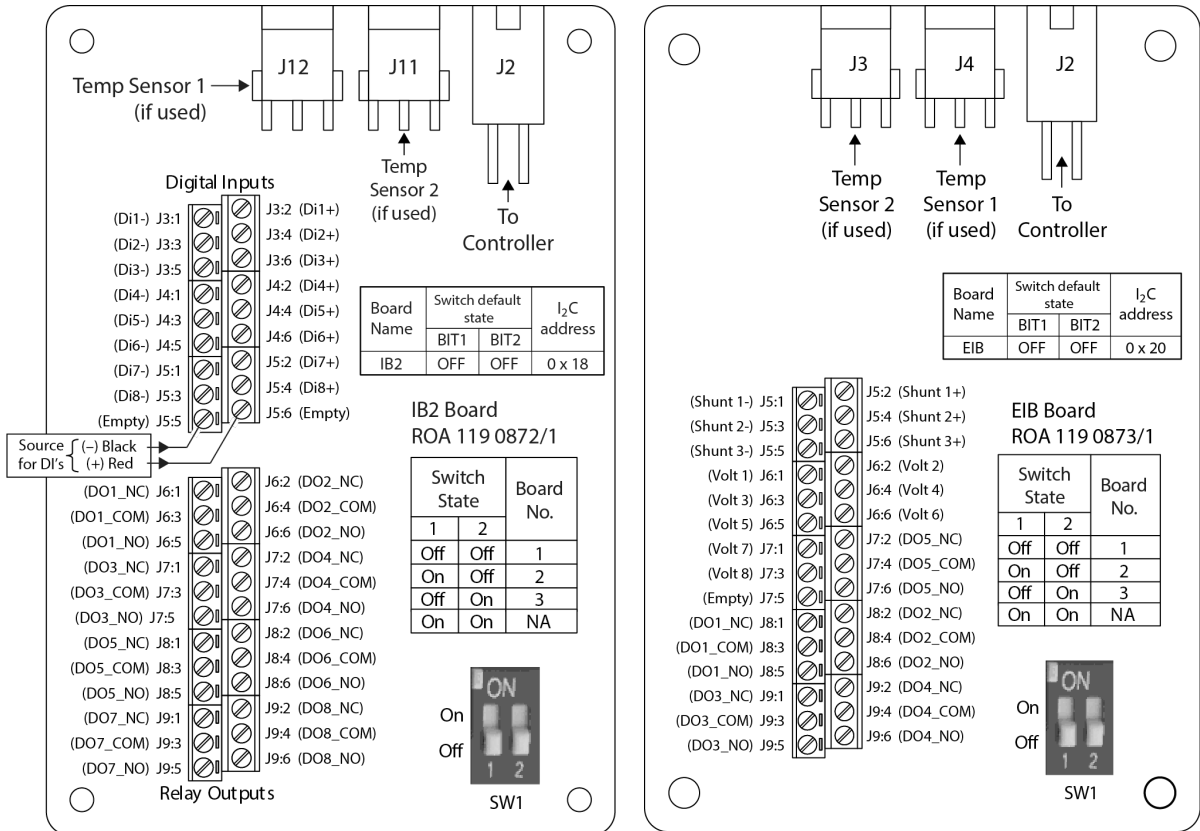 J12
J11
J2
Temp Sensor 1
(if used)
Temp
Sensor 2
(if used)
To
Controller
Digital Inputs
(Di1-) J3:1
(Di2-) J3:3
(Di3-) J3:5
(Di4-) J4:1
(Di5-) J4:3
(Di6-) J4:5
(Di7-) J5:1
(Di8-) J5:3
(Empty) J5:5
J3:2 (Di1+)
J3:4 (Di2+)
J3:6 (Di3+)
J4:2 (Di4+)
J4:4 (Di5+)
J4:6 (Di6+)
J5:2 (Di7+)
J5:4 (Di8+)
J5:6 (Empty)
Source
for DI's
(–) Black
(+) Red
Board
Name
Switch default
state
I2C
address
BIT1 BIT2
IB2 OFF OFF 0 x 18
IB2 Board
ROA 119 0872/1
Switch
State
Board
No.
1 2
Off Off 1
On Off 2
Off On 3
On On NA
(DO1_NC) J6:1
(DO1_COM) J6:3
(DO1_NO) J6:5
(DO3_NC) J7:1
(DO3_COM) J7:3
(DO3_NO) J7:5
(DO5_NC) J8:1
(DO5_COM) J8:3
(DO5_NO) J8:5
(DO7_NC) J9:1
(DO7_COM) J9:3
(DO7_NO) J9:5
J6:2 (DO2_NC)
J6:4 (DO2_COM)
J6:6 (DO2_NO)
J7:2 (DO4_NC)
J7:4 (DO4_COM)
J7:6 (DO4_NO)
J8:2 (DO6_NC)
J8:4 (DO6_COM)
J8:6 (DO6_NO)
J9:2 (DO8_NC)
J9:4 (DO8_COM)
J9:6 (DO8_NO)
Relay Outputs
ON
On
Off
1 2
SW1
J3
J4
J2
Temp
Sensor 2
(if used)
Temp
Sensor 1
(if used)
To
Controller
Board
Name
Switch default
state
I2C
address
BIT1 BIT2
EIB OFF OFF 0 x 20
(Shunt 1-) J5:1
(Shunt 2-) J5:3
(Shunt 3-) J5:5
(Volt 1) J6:1
(Volt 3) J6:3
(Volt 5) J6:5
(Volt 7) J7:1
(Volt 8) J7:3
(Empty) J7:5
(DO1_NC) J8:1
(DO1_COM) J8:3
(DO1_NO) J8:5
(DO3_NC) J9:1
(DO3_COM) J9:3
(DO3_NO) J9:5
J5:2 (Shunt 1+)
J5:4 (Shunt 2+)
J5:6 (Shunt 3+)
J6:2 (Volt 2)
J6:4 (Volt 4)
J6:6 (Volt 6)
J7:2 (DO5_NC)
J7:4 (DO5_COM)
J7:6 (DO5_NO)
J8:2 (DO2_NC)
J8:4 (DO2_COM)
J8:6 (DO2_NO)
J9:2 (DO4_NC)
J9:4 (DO4_COM)
J9:6 (DO4_NO)
EIB Board
ROA 119 0873/1
Switch
State
Board
No.
1 2
Off Off 1
On Off 2
Off On 3
On On NA
ON
On
Off
1 2
SW1